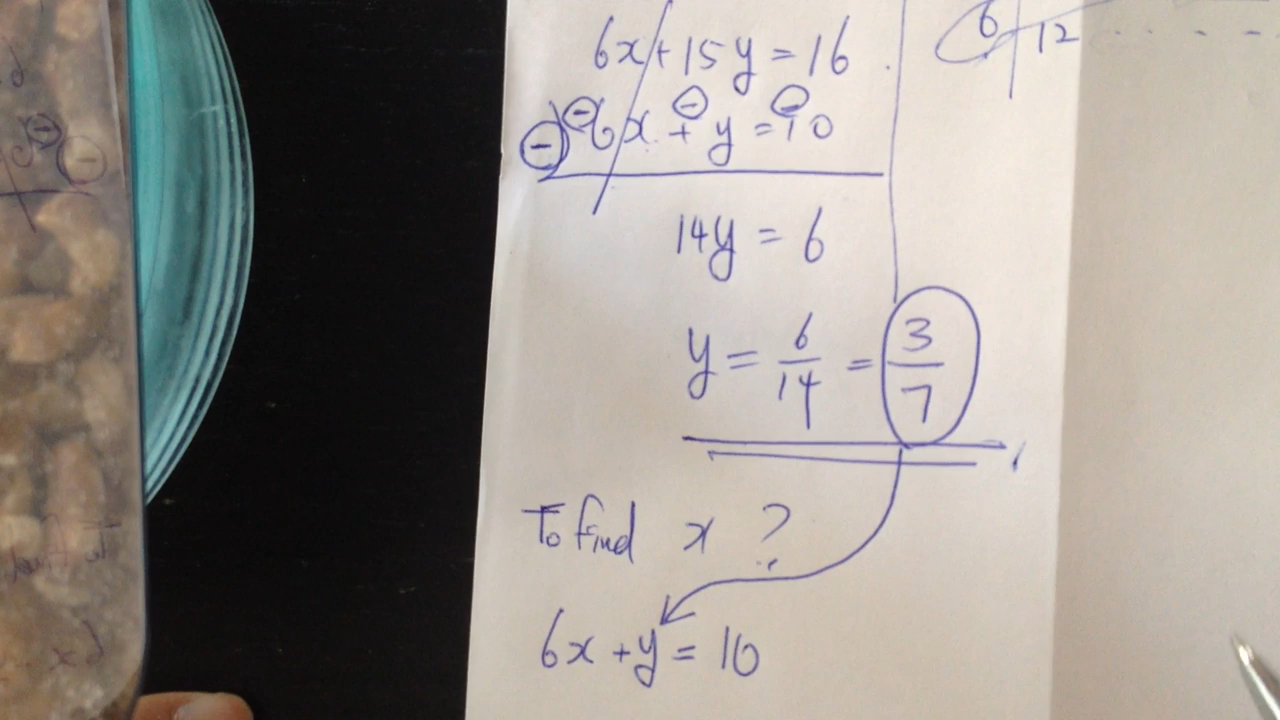 6x + 15y = 16
6x + y = 10
14y = 6
y = 6/14 = 3/7
To find x ?
6x + y = 10
6 12